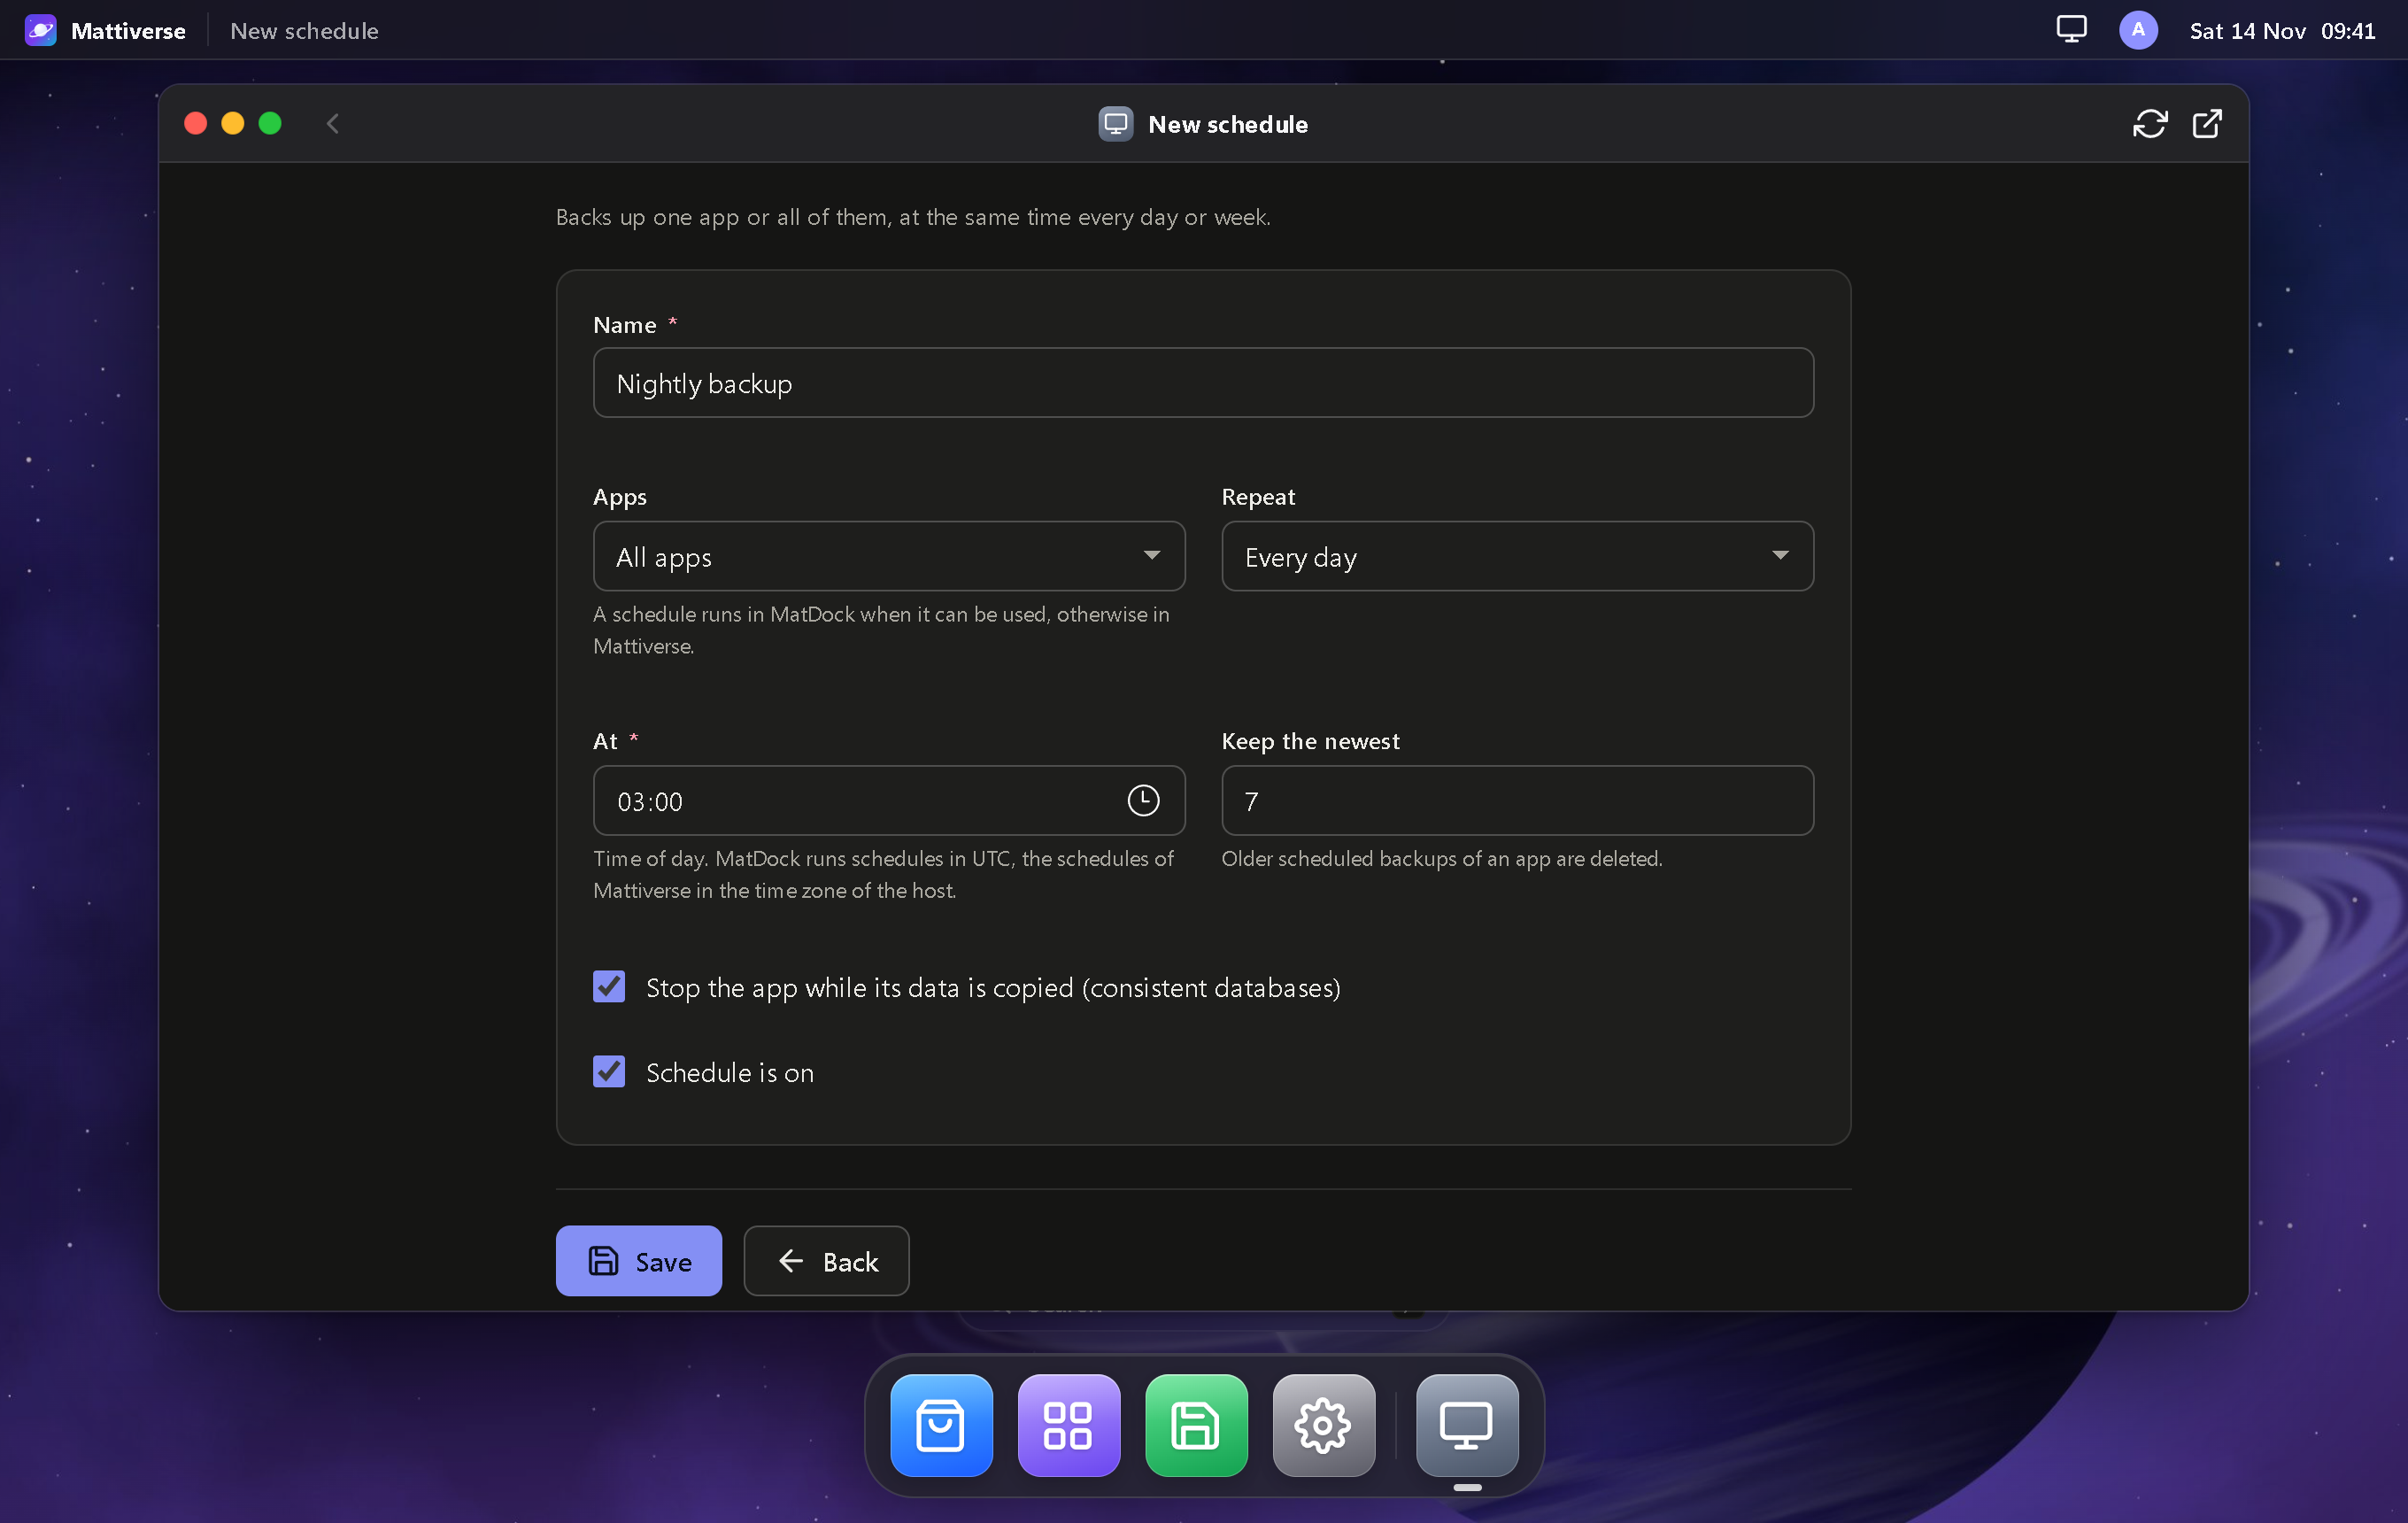 Mattiverse New schedule A Sat 14 Nov 09:41
New schedule
Backs up one app or all of them, at the same time every day or week.
Name *
Nightly backup
Apps
All apps
A schedule runs in MatDock when it can be used, otherwise in
Mattiverse.
Repeat
Every day
At *
03:00
Time of day. MatDock runs schedules in UTC, the schedules of
Mattiverse in the time zone of the host.
Keep the newest
7
Older scheduled backups of an app are deleted.
Stop the app while its data is copied (consistent databases)
Schedule is on
Save
Back